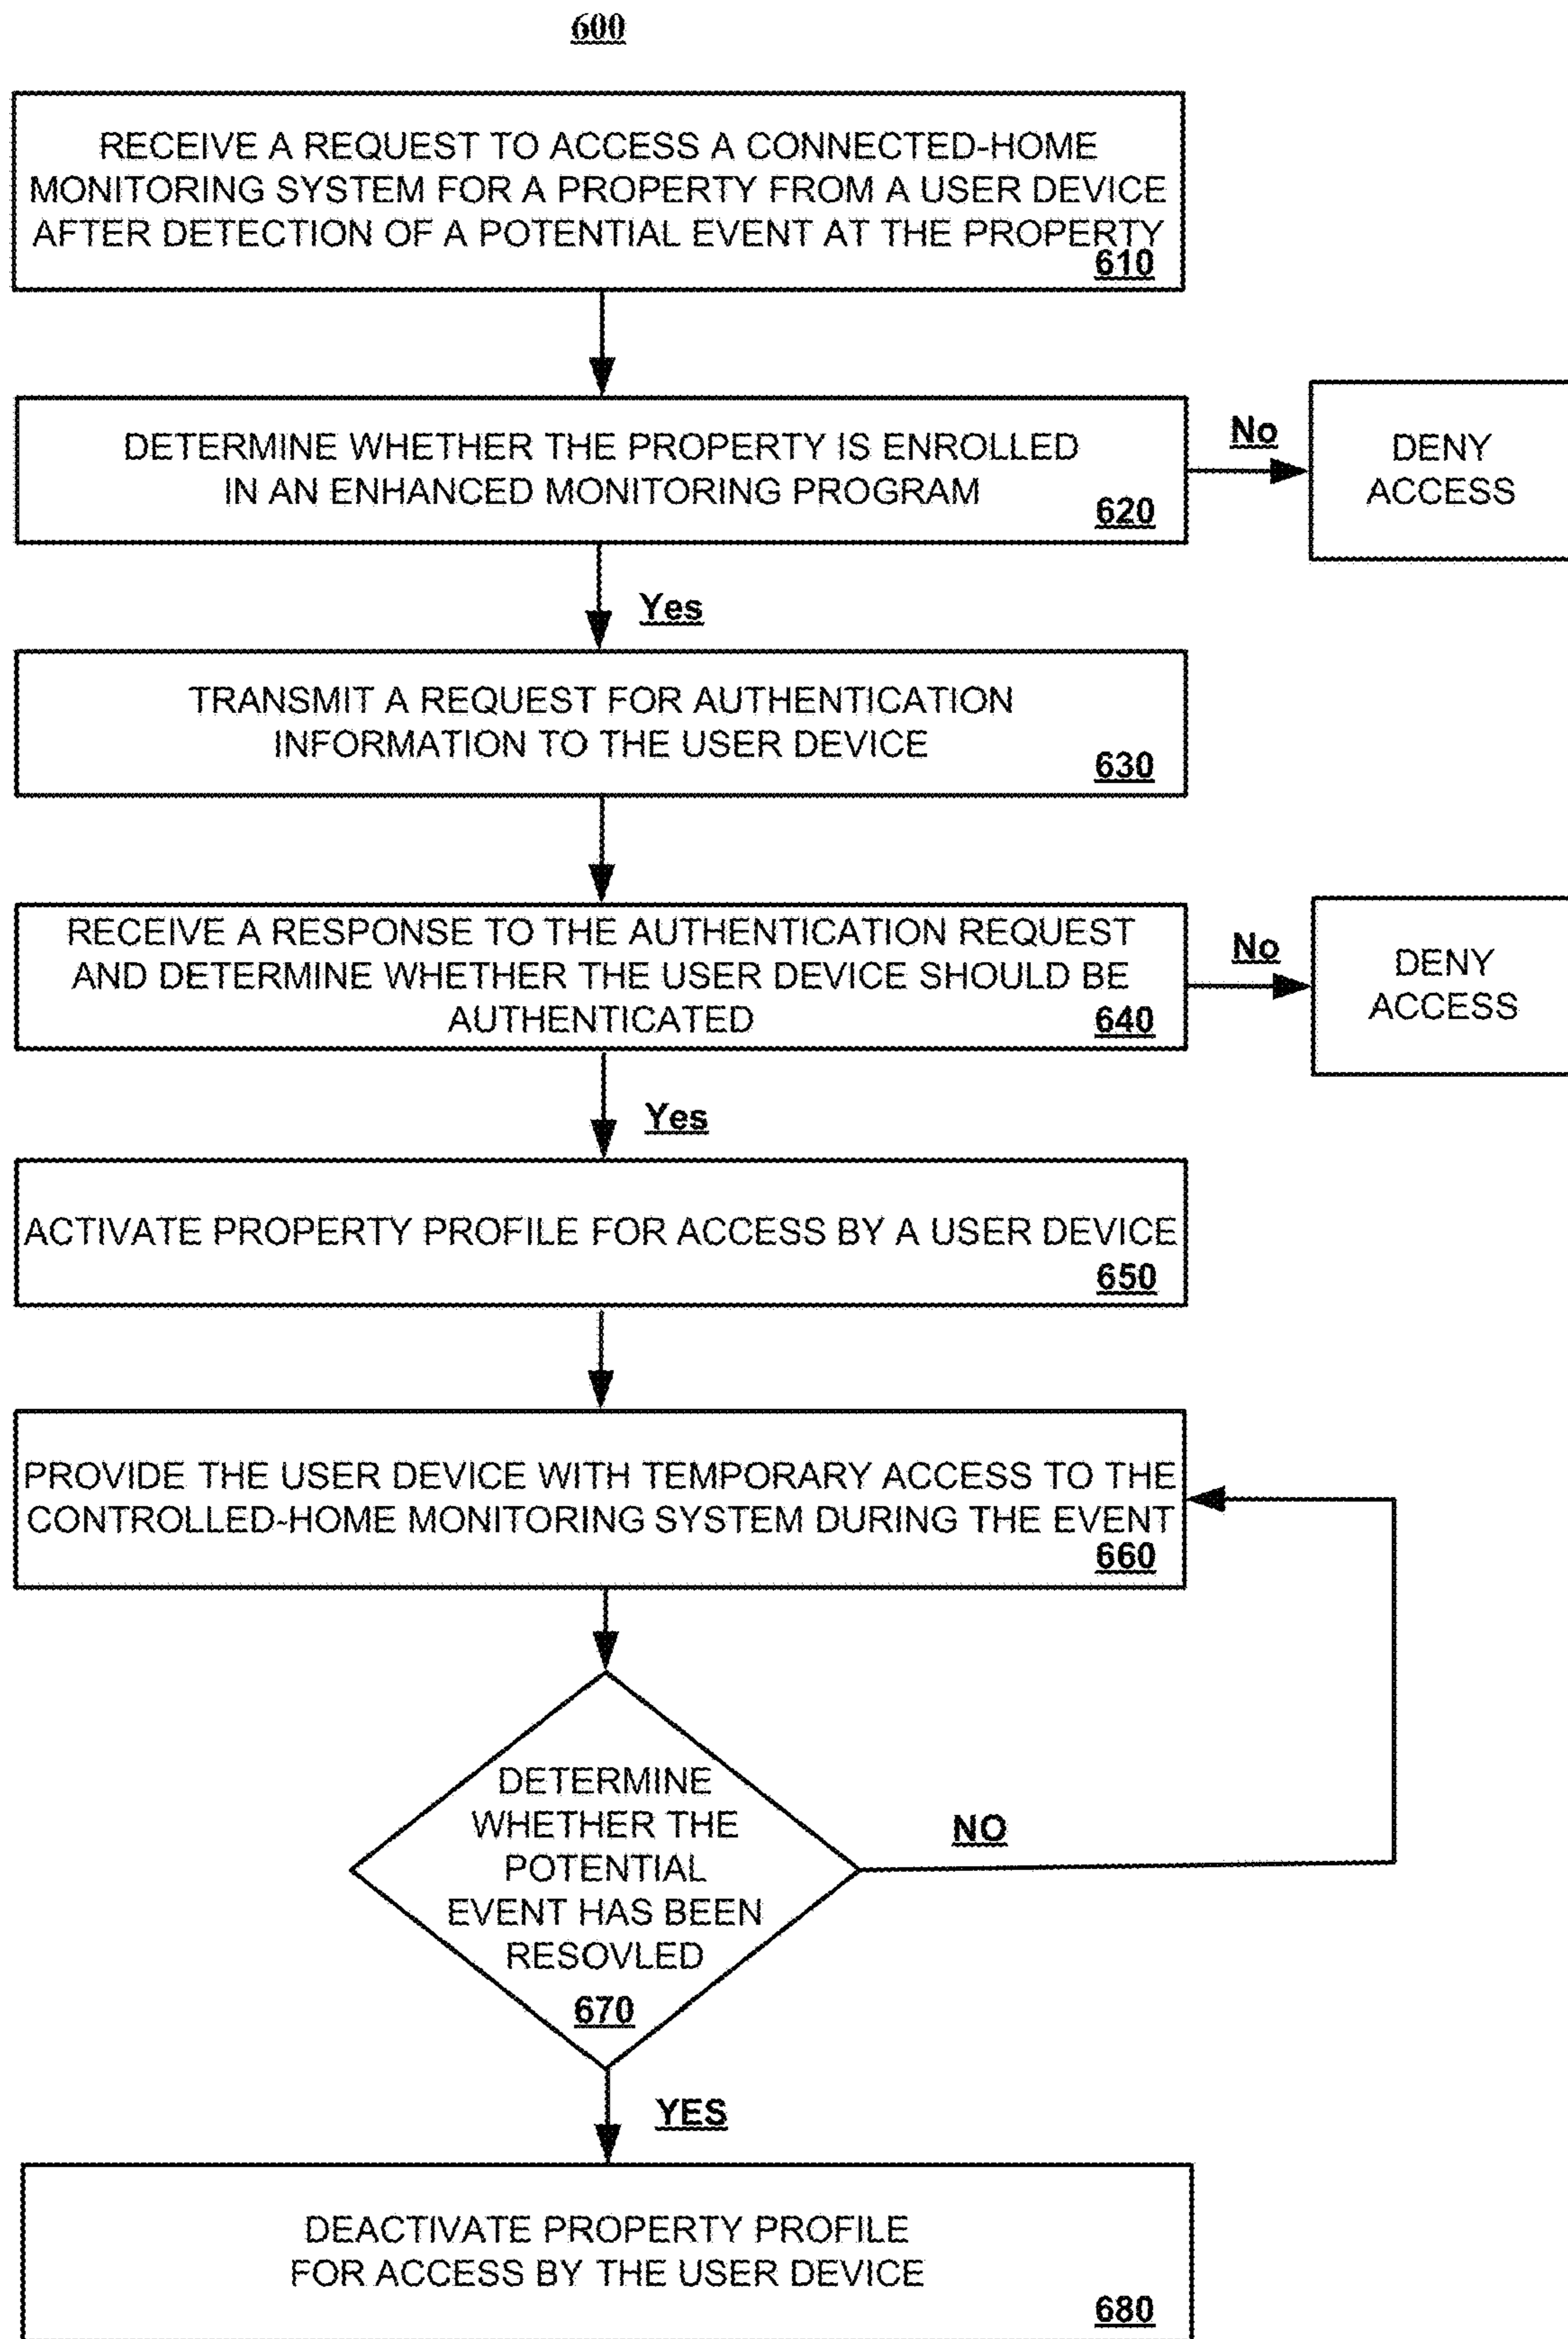 600
RECEIVE A REQUEST TO ACCESS A CONNECTED-HOME
MONITORING SYSTEM FOR A PROPERTY FROM A USER DEVICE
AFTER DETECTION OF A POTENTIAL EVENT AT THE PROPERTY
610
DETERMINE WHETHER THE PROPERTY IS ENROLLED
IN AN ENHANCED MONITORING PROGRAM
620
No
DENY
ACCESS
Yes
TRANSMIT A REQUEST FOR AUTHENTICATION
INFORMATION TO THE USER DEVICE
630
RECEIVE A RESPONSE TO THE AUTHENTICATION REQUEST
AND DETERMINE WHETHER THE USER DEVICE SHOULD BE
AUTHENTICATED
640
No
DENY
ACCESS
Yes
ACTIVATE PROPERTY PROFILE FOR ACCESS BY A USER DEVICE
650
PROVIDE THE USER DEVICE WITH TEMPORARY ACCESS TO THE
CONTROLLED-HOME MONITORING SYSTEM DURING THE EVENT
660
DETERMINE
WHETHER THE
POTENTIAL
EVENT HAS BEEN
RESOVLED
670
NO
YES
DEACTIVATE PROPERTY PROFILE
FOR ACCESS BY THE USER DEVICE
680